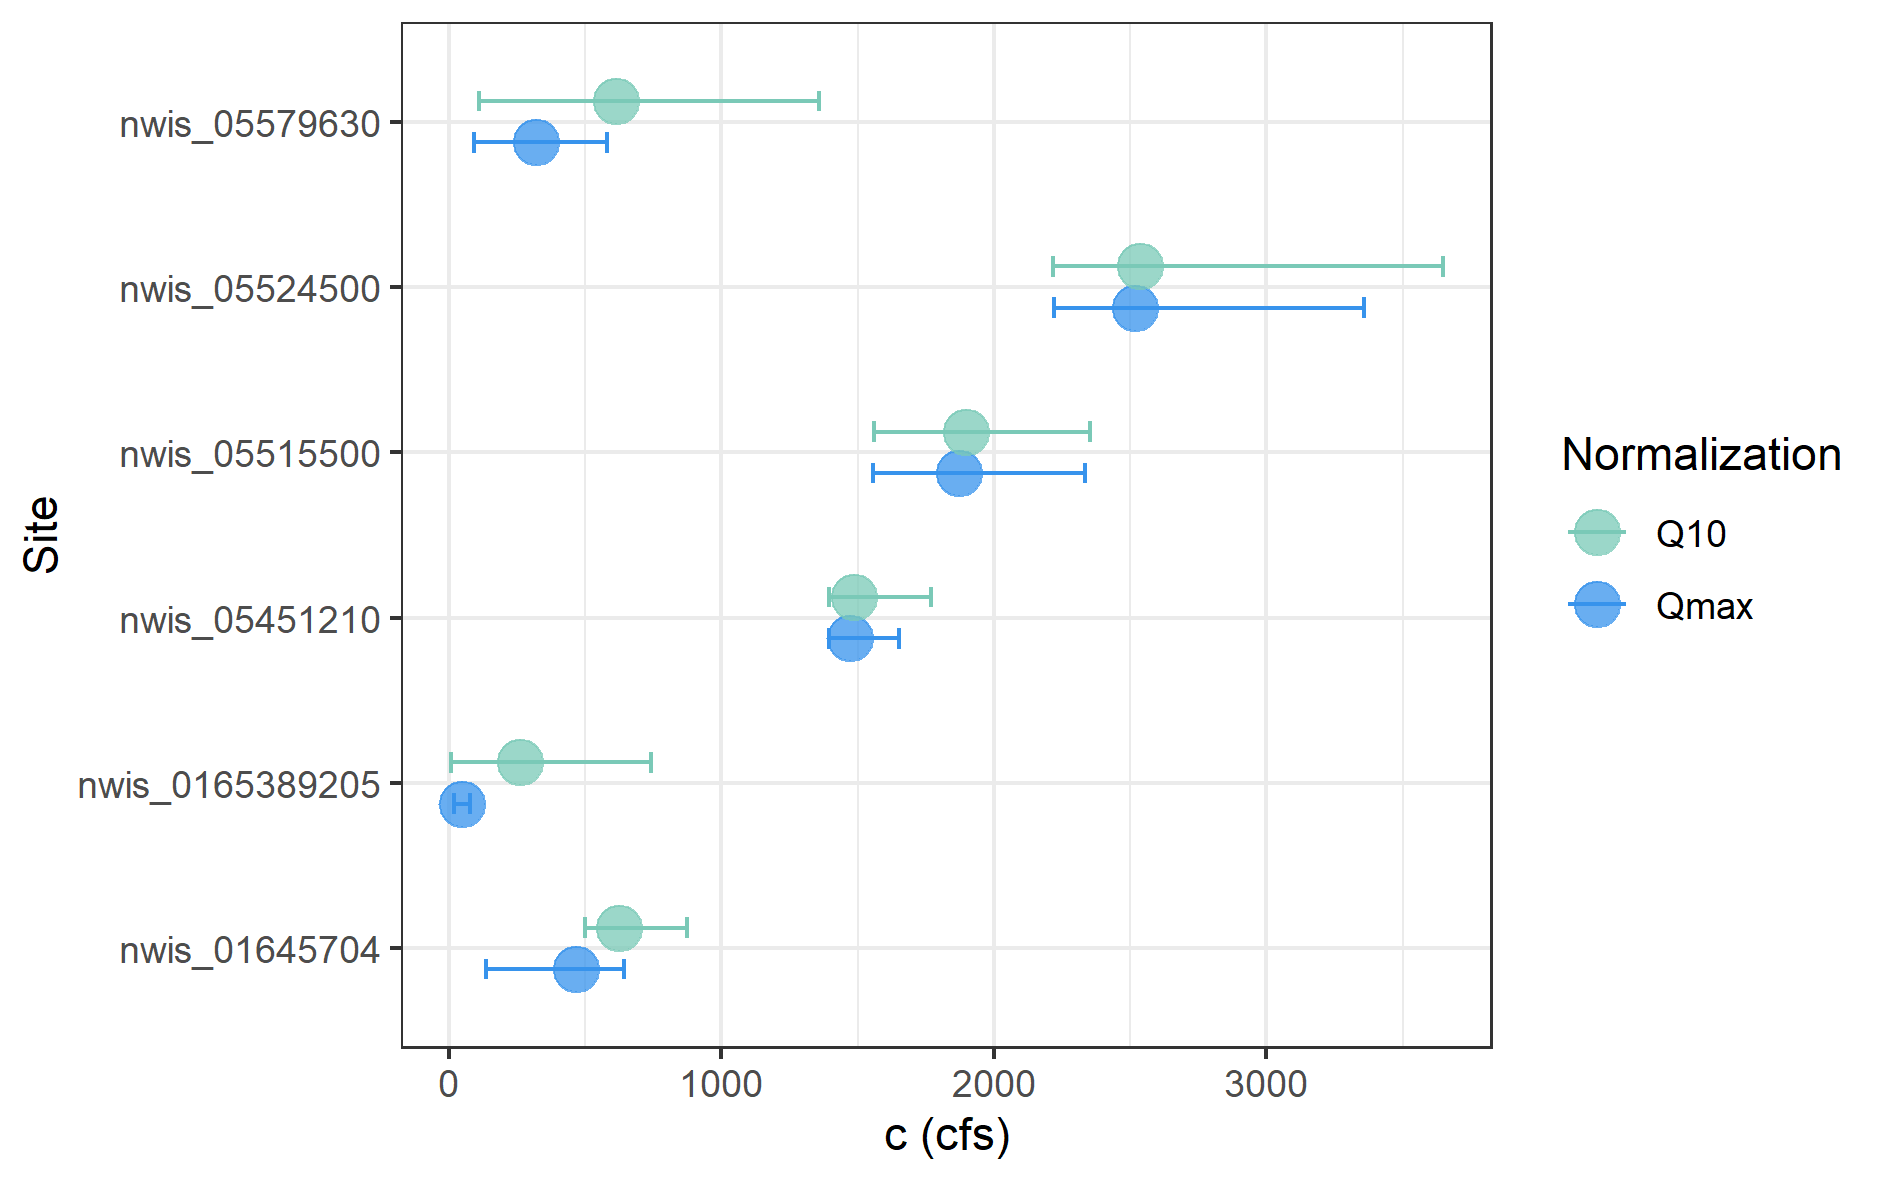 nwis_05579630
nwis_05524500
nwis_05515500
nwis_05451210
nwis_0165389205
nwis_01645704
Site
0 1000 2000 3000
c (cfs)
Normalization
Q10
Qmax